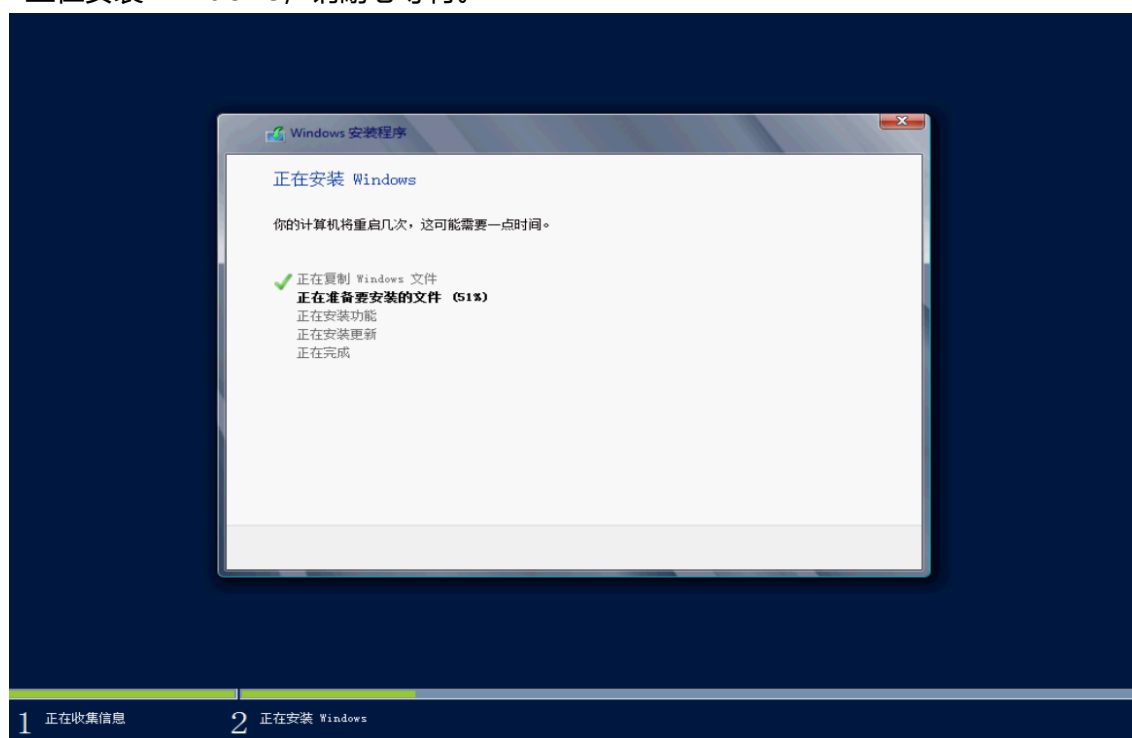 Windows 安装程序
正在安装 Windows
你的计算机将重启几次，这可能需要一点时间。
正在复制 Windows 文件
正在准备要安装的文件 (51%)
正在安装功能
正在安装更新
正在完成
1 正在收集信息
2 正在安装 Windows